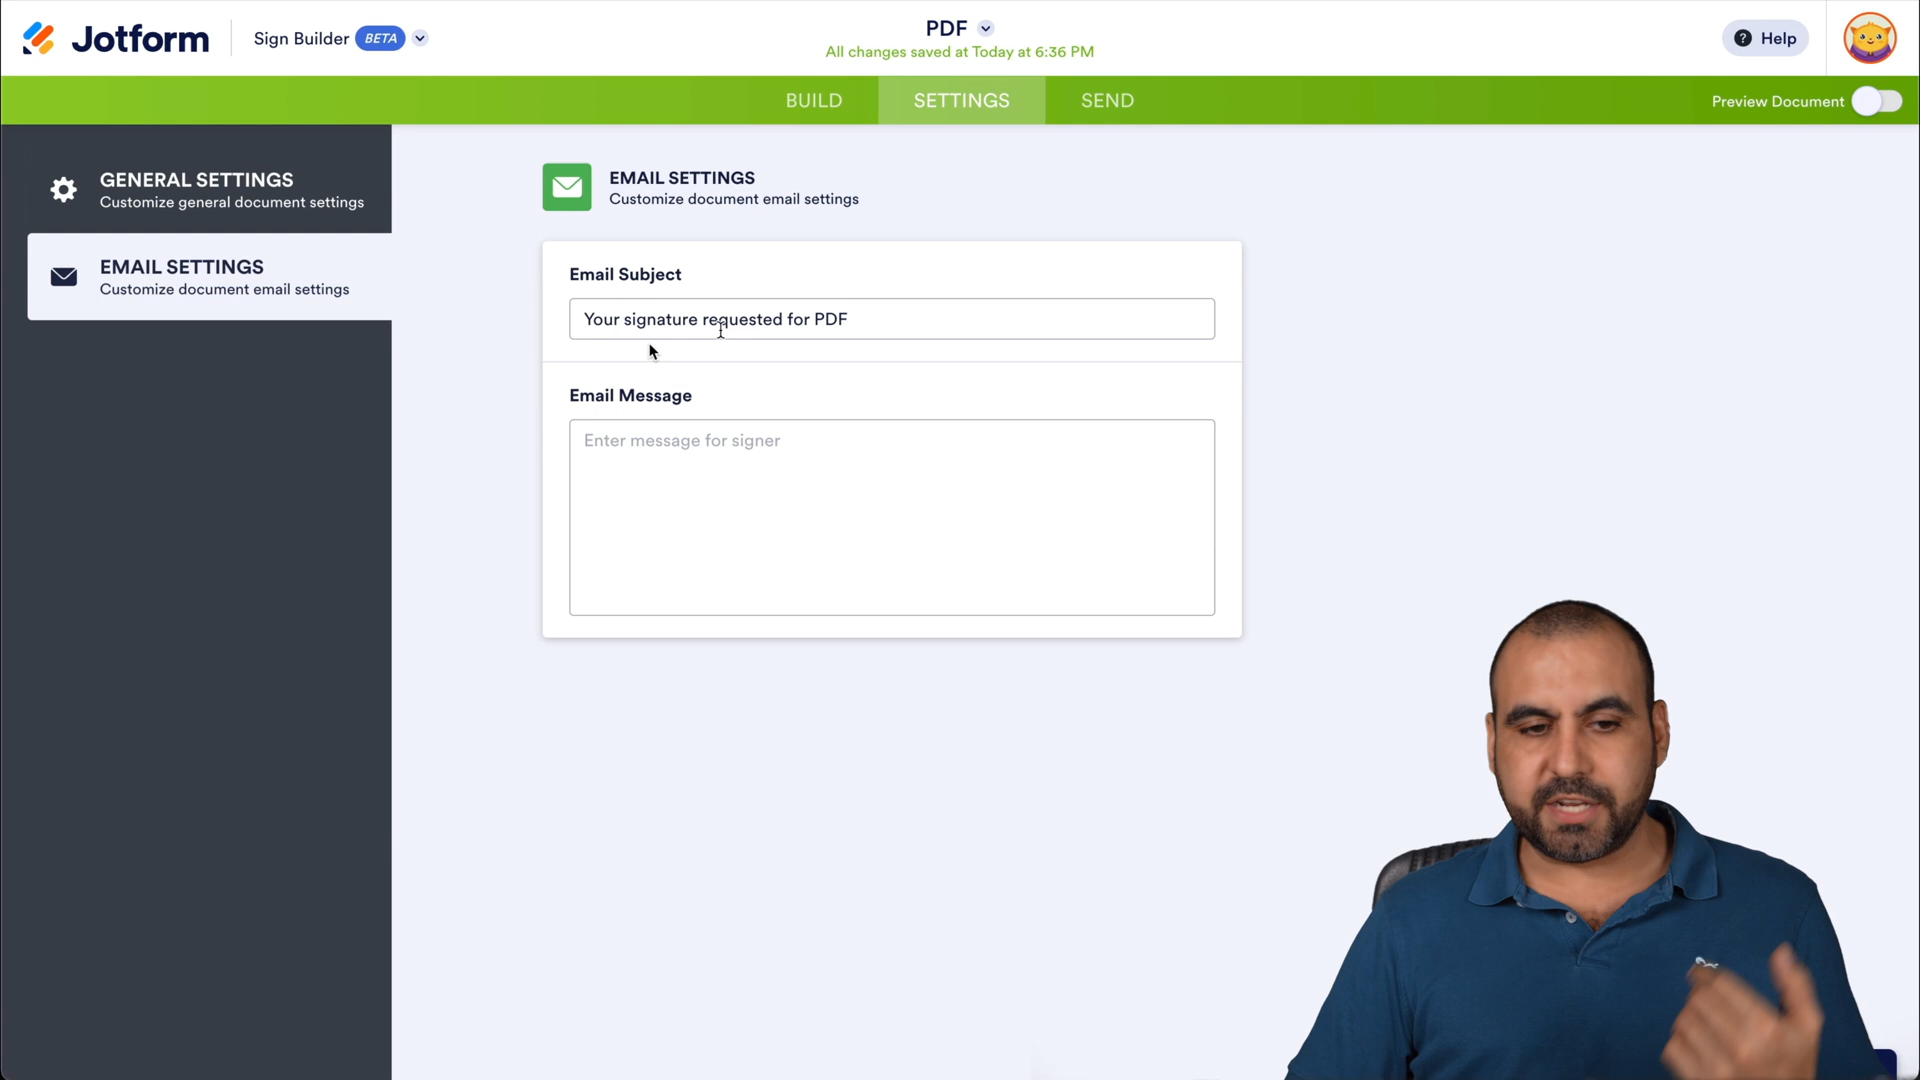 Jotform
Sign Builder BETA
PDF
All changes saved at Today at 6:36 PM
Help
BUILD
SETTINGS
SEND
Preview Document
GENERAL SETTINGS
Customize general document settings
EMAIL SETTINGS
Customize document email settings
EMAIL SETTINGS
Customize document email settings
Email Subject
Your signature requested for PDF
Email Message
Enter message for signer